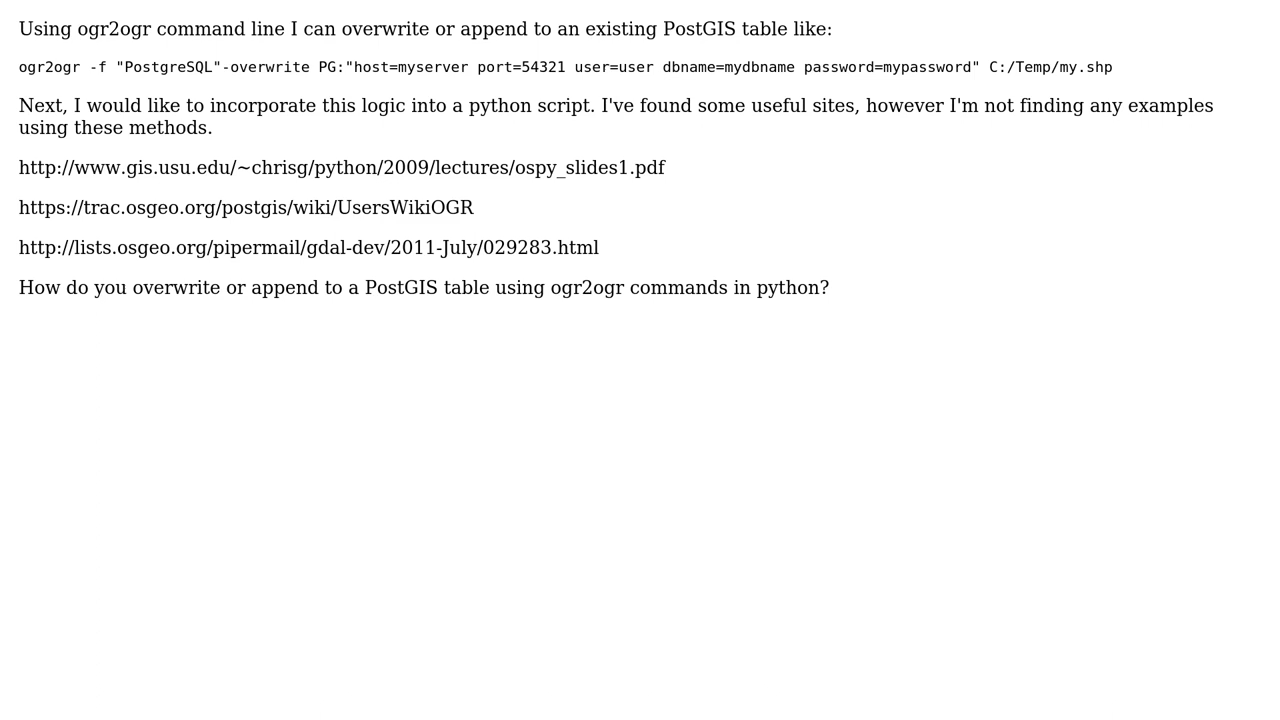 Using ogr2ogr command line I can overwrite or append to an existing PostGIS table like:
ogr2ogr -f "PostgreSQL"-overwrite PG:"host=myserver port=54321 user=user dbname=mydbname password=mypassword" C:/Temp/my.shp
Next, I would like to incorporate this logic into a python script. I've found some useful sites, however I'm not finding any examples
using these methods.
http://www.gis.usu.edu/~chrisg/python/2009/lectures/ospy_slides1.pdf
https://trac.osgeo.org/postgis/wiki/UsersWikiOGR
http://lists.osgeo.org/pipermail/gdal-dev/2011-July/029283.html
How do you overwrite or append to a PostGIS table using ogr2ogr commands in python?